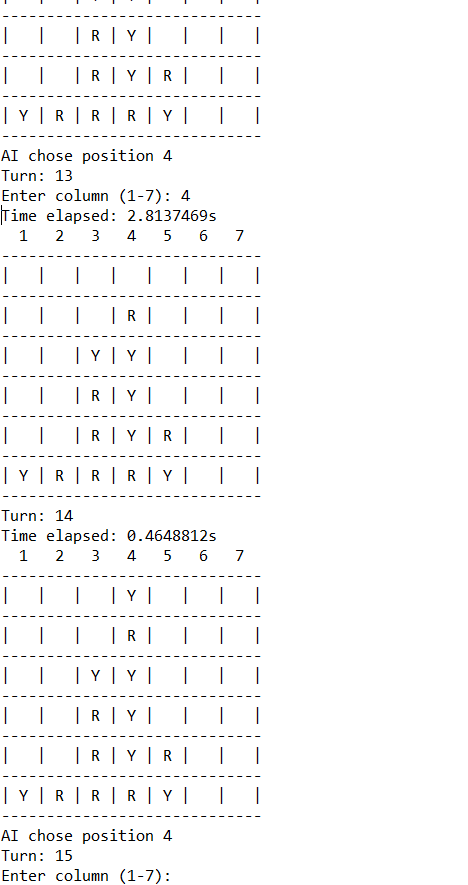 -----------------------------
|   |   | R | Y |   |   |   |
-----------------------------
|   |   | R | Y | R |   |   |
-----------------------------
| Y | R | R | R | Y |   |   |
-----------------------------
AI chose position 4
Turn: 13
Enter column (1-7): 4
Time elapsed: 2.8137469s
  1   2   3   4   5   6   7
-----------------------------
|   |   |   |   |   |   |   |
-----------------------------
|   |   |   | R |   |   |   |
-----------------------------
|   |   | Y | Y |   |   |   |
-----------------------------
|   |   | R | Y |   |   |   |
-----------------------------
|   |   | R | Y | R |   |   |
-----------------------------
| Y | R | R | R | Y |   |   |
-----------------------------
Turn: 14
Time elapsed: 0.4648812s
  1   2   3   4   5   6   7
-----------------------------
|   |   |   | Y |   |   |   |
-----------------------------
|   |   |   | R |   |   |   |
-----------------------------
|   |   | Y | Y |   |   |   |
-----------------------------
|   |   | R | Y |   |   |   |
-----------------------------
|   |   | R | Y | R |   |   |
-----------------------------
| Y | R | R | R | Y |   |   |
-----------------------------
AI chose position 4
Turn: 15
Enter column (1-7):